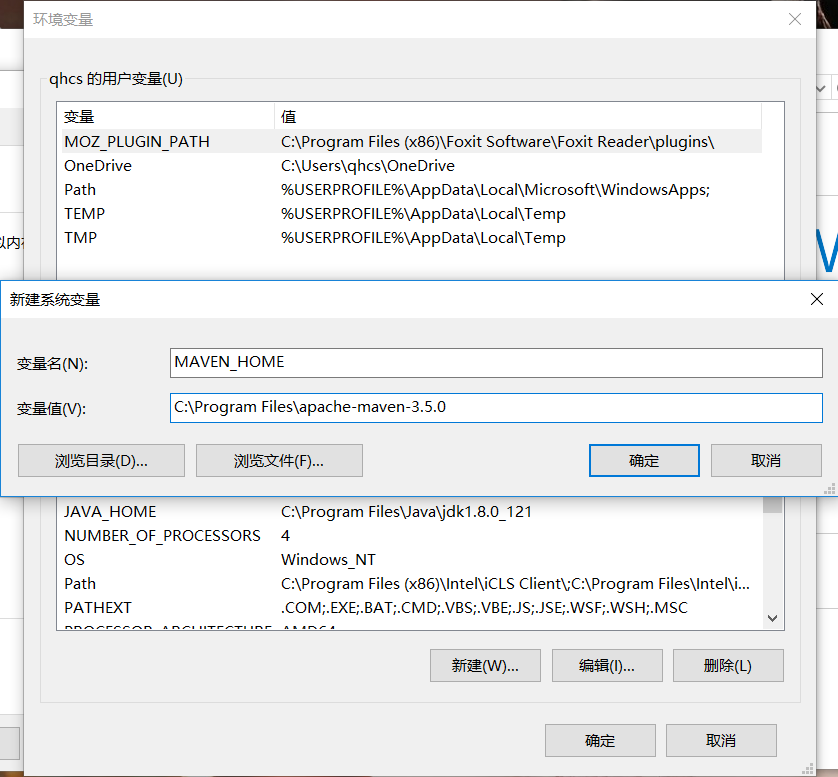 环境变量
qhcs 的用户变量(U)
变量 值
MOZ_PLUGIN_PATH C:\Program Files (x86)\Foxit Software\Foxit Reader\plugins\
OneDrive C:\Users\qhcs\OneDrive
Path %USERPROFILE%\AppData\Local\Microsoft\WindowsApps;
TEMP %USERPROFILE%\AppData\Local\Temp
TMP %USERPROFILE%\AppData\Local\Temp
新建系统变量
变量名(N): MAVEN_HOME
变量值(V): C:\Program Files\apache-maven-3.5.0
浏览目录(D)... 浏览文件(F)... 确定 取消
JAVA_HOME C:\Program Files\Java\jdk1.8.0_121
NUMBER_OF_PROCESSORS 4
OS Windows_NT
Path C:\Program Files (x86)\Intel\iCLS Client\;C:\Program Files\Intel\i...
PATHEXT .COM;.EXE;.BAT;.CMD;.VBS;.VBE;.JS;.JSE;.WSF;.WSH;.MSC
PROCESSOR_ARCHITECTURE AMD64
新建(W)... 编辑(I)... 删除(L)
确定 取消